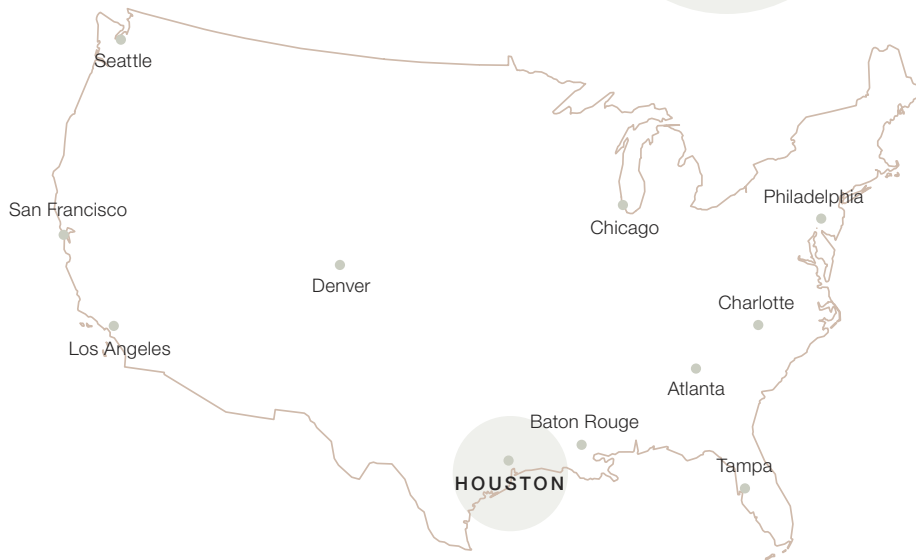 Seattle
Philadelphia
San Francisco
Chicago
Denver
Charlotte
Los Angeles
Atlanta
Baton Rouge
Tampa
HOUSTON